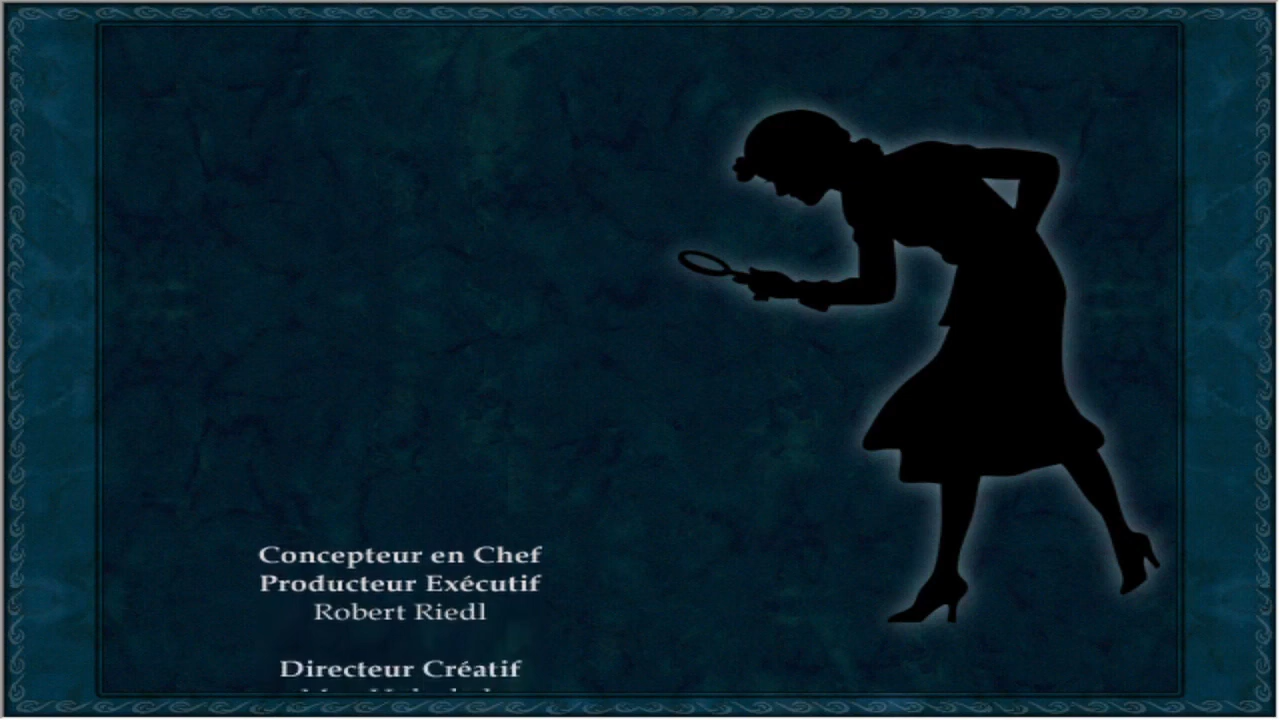 Concepteur en Chef
Producteur Exécutif
Robert Riedl
Directeur Créatif